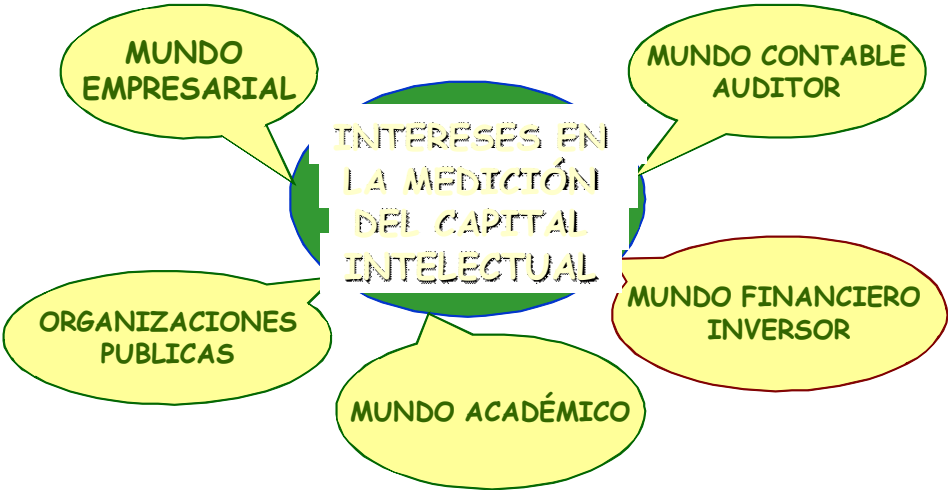 MUNDO
EMPRESARIAL
MUNDO CONTABLE
AUDITOR
INTERESES EN
LA MEDICIÓN
DEL CAPITAL
INTELECTUAL
ORGANIZACIONES
PUBLICAS
MUNDO FINANCIERO
INVERSOR
MUNDO ACADÉMICO